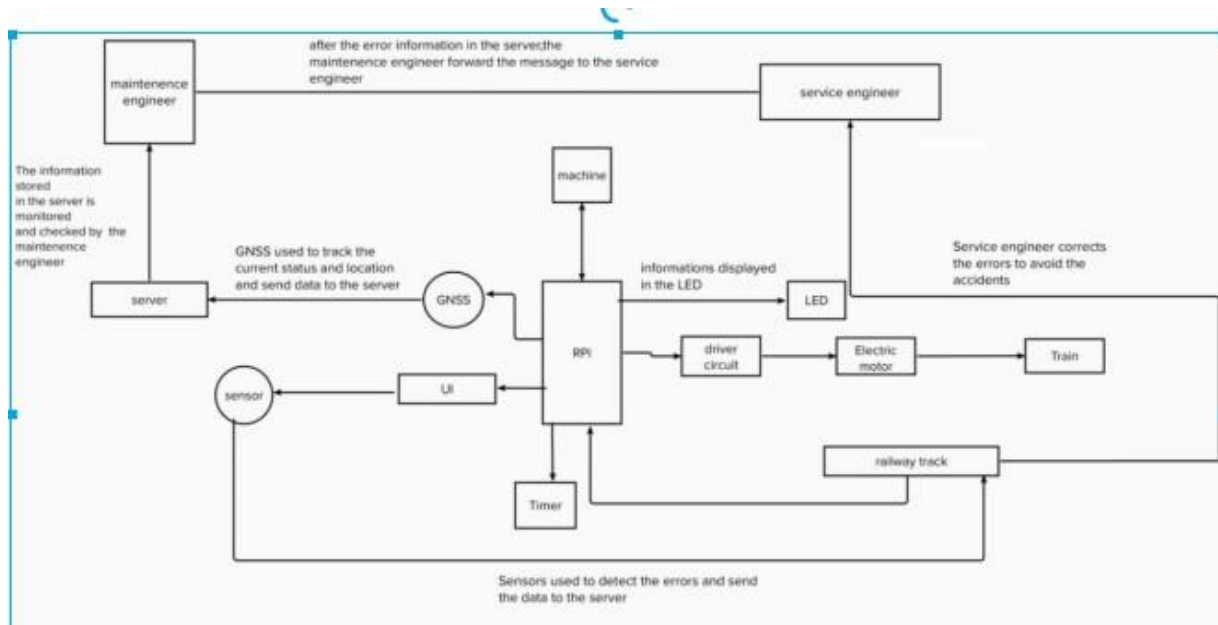 after the error information in the server,the
maintenence engineer forward the message to the service
engineer
maintenence
engineer
service engineer
The information
stored
in the server is
monitored
and checked by the
maintenence
engineer
machine
GNSS used to track the
current status and location
and send data to the server
informations displayed
in the LED
Service engineer corrects
the errors to avoid the
accidents
server
GNSS
LED
RPI
driver
circuit
Electric
motor
Train
sensor
UI
railway track
Timer
Sensors used to detect the errors and send
the data to the server